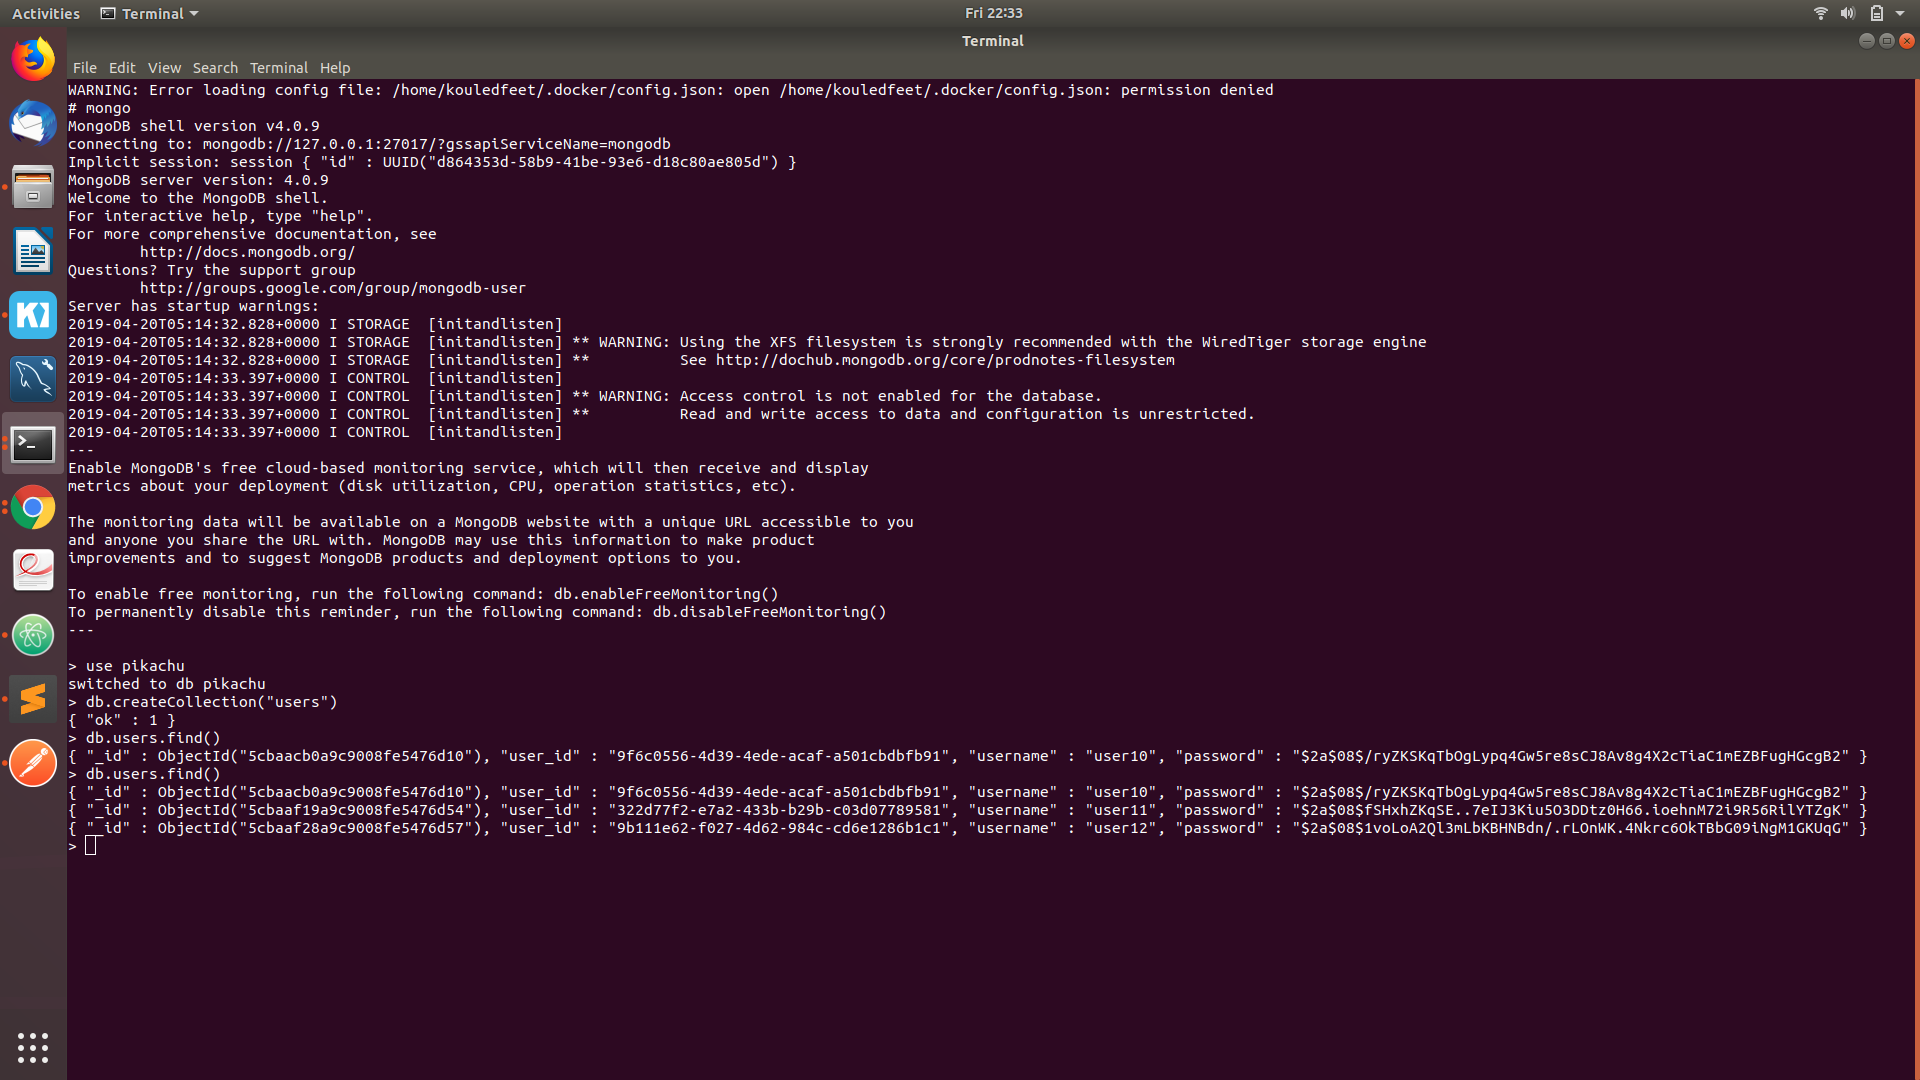 Activities Terminal Fri 22:33
Terminal
File Edit View Search Terminal Help
WARNING: Error loading config file: /home/kouledfeet/.docker/config.json: open /home/kouledfeet/.docker/config.json: permission denied
# mongo
MongoDB shell version v4.0.9
connecting to: mongodb://127.0.0.1:27017/?gssapiServiceName=mongodb
Implicit session: session { "id" : UUID("d864353d-58b9-41be-93e6-d18c80ae805d") }
MongoDB server version: 4.0.9
Welcome to the MongoDB shell.
For interactive help, type "help".
For more comprehensive documentation, see
        http://docs.mongodb.org/
Questions? Try the support group
        http://groups.google.com/group/mongodb-user
Server has startup warnings:
2019-04-20T05:14:32.828+0000 I STORAGE  [initandlisten]
2019-04-20T05:14:32.828+0000 I STORAGE  [initandlisten] ** WARNING: Using the XFS filesystem is strongly recommended with the WiredTiger storage engine
2019-04-20T05:14:32.828+0000 I STORAGE  [initandlisten] **          See http://dochub.mongodb.org/core/prodnotes-filesystem
2019-04-20T05:14:33.397+0000 I CONTROL  [initandlisten]
2019-04-20T05:14:33.397+0000 I CONTROL  [initandlisten] ** WARNING: Access control is not enabled for the database.
2019-04-20T05:14:33.397+0000 I CONTROL  [initandlisten] **          Read and write access to data and configuration is unrestricted.
2019-04-20T05:14:33.397+0000 I CONTROL  [initandlisten]
---
Enable MongoDB's free cloud-based monitoring service, which will then receive and display
metrics about your deployment (disk utilization, CPU, operation statistics, etc).
The monitoring data will be available on a MongoDB website with a unique URL accessible to you
and anyone you share the URL with. MongoDB may use this information to make product
improvements and to suggest MongoDB products and deployment options to you.
To enable free monitoring, run the following command: db.enableFreeMonitoring()
To permanently disable this reminder, run the following command: db.disableFreeMonitoring()
---
> use pikachu
switched to db pikachu
> db.createCollection("users")
{ "ok" : 1 }
> db.users.find()
{ "_id" : ObjectId("5cbaacb0a9c9008fe5476d10"), "user_id" : "9f6c0556-4d39-4ede-acaf-a501cbdbfb91", "username" : "user10", "password" : "$2a$08$/ryZKSKqTbOgLypq4Gw5re8sCJ8Av8g4X2cTiaC1mEZBFugHGcgB2" }
> db.users.find()
{ "_id" : ObjectId("5cbaacb0a9c9008fe5476d10"), "user_id" : "9f6c0556-4d39-4ede-acaf-a501cbdbfb91", "username" : "user10", "password" : "$2a$08$/ryZKSKqTbOgLypq4Gw5re8sCJ8Av8g4X2cTiaC1mEZBFugHGcgB2" }
{ "_id" : ObjectId("5cbaaf19a9c9008fe5476d54"), "user_id" : "322d77f2-e7a2-433b-b29b-c03d07789581", "username" : "user11", "password" : "$2a$08$fSHxhZKqSE..7eIJ3Kiu5O3DDtz0H66.ioehnM72i9R56RilYTZgK" }
{ "_id" : ObjectId("5cbaaf28a9c9008fe5476d57"), "user_id" : "9b111e62-f027-4d62-984c-cd6e1286b1c1", "username" : "user12", "password" : "$2a$08$1voLoA2Ql3mLbKBHNBdn/.rLOnWK.4Nkrc6OkTBbG09iNgM1GKUqG" }
>